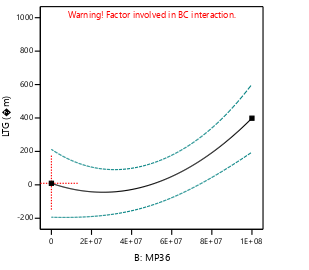 Warning! Factor involved in BC interaction.
1000
800
600
400
200
0
-200
LTG (�m)
0
2E+07
4E+07
6E+07
8E+07
1E+08
B: MP36